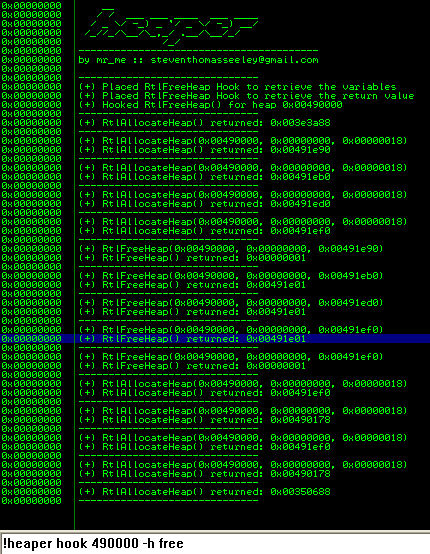 0x00000000
0x00000000 heaper
0x00000000
0x00000000
0x00000000
0x00000000 ----------------------------------------
0x00000000 by mr_me :: steventhomasseeley@gmail.com
0x00000000
0x00000000 ------------------------------
0x00000000 (+) Placed RtlFreeHeap Hook to retrieve the variables
0x00000000 (+) Placed RtlFreeHeap Hook to retrieve the return value
0x00000000 (+) Hooked RtlFreeHeap() for heap 0x00490000
0x00000000 ------------------------------
0x00000000 (+) RtlAllocateHeap() returned: 0x003e3a88
0x00000000 ------------------------------
0x00000000 (+) RtlAllocateHeap(0x00490000, 0x00000000, 0x00000018)
0x00000000 (+) RtlAllocateHeap() returned: 0x00491e90
0x00000000 ------------------------------
0x00000000 (+) RtlAllocateHeap(0x00490000, 0x00000000, 0x00000018)
0x00000000 (+) RtlAllocateHeap() returned: 0x00491eb0
0x00000000 ------------------------------
0x00000000 (+) RtlAllocateHeap(0x00490000, 0x00000000, 0x00000018)
0x00000000 (+) RtlAllocateHeap() returned: 0x00491ed0
0x00000000 ------------------------------
0x00000000 (+) RtlAllocateHeap(0x00490000, 0x00000000, 0x00000018)
0x00000000 (+) RtlAllocateHeap() returned: 0x00491ef0
0x00000000 ------------------------------
0x00000000 (+) RtlFreeHeap(0x00490000, 0x00000000, 0x00491e90)
0x00000000 (+) RtlFreeHeap() returned: 0x00000001
0x00000000 ------------------------------
0x00000000 (+) RtlFreeHeap(0x00490000, 0x00000000, 0x00491eb0)
0x00000000 (+) RtlFreeHeap() returned: 0x00491e01
0x00000000 ------------------------------
0x00000000 (+) RtlFreeHeap(0x00490000, 0x00000000, 0x00491ed0)
0x00000000 (+) RtlFreeHeap() returned: 0x00491e01
0x00000000 ------------------------------
0x00000000 (+) RtlFreeHeap(0x00490000, 0x00000000, 0x00491ef0)
0x00000000 (+) RtlFreeHeap() returned: 0x00491e01
0x00000000 ------------------------------
0x00000000 (+) RtlFreeHeap(0x00490000, 0x00000000, 0x00491ef0)
0x00000000 (+) RtlFreeHeap() returned: 0x00000001
0x00000000 ------------------------------
0x00000000 (+) RtlAllocateHeap(0x00490000, 0x00000000, 0x00000018)
0x00000000 (+) RtlAllocateHeap() returned: 0x00491ef0
0x00000000 ------------------------------
0x00000000 (+) RtlAllocateHeap(0x00490000, 0x00000000, 0x00000018)
0x00000000 (+) RtlAllocateHeap() returned: 0x00490178
0x00000000 ------------------------------
0x00000000 (+) RtlAllocateHeap(0x00490000, 0x00000000, 0x00000018)
0x00000000 (+) RtlAllocateHeap() returned: 0x00491ef0
0x00000000 ------------------------------
0x00000000 (+) RtlAllocateHeap(0x00490000, 0x00000000, 0x00000018)
0x00000000 (+) RtlAllocateHeap() returned: 0x00490178
0x00000000 ------------------------------
0x00000000 (+) RtlAllocateHeap() returned: 0x00350688
0x00000000 ------------------------------
!heaper hook 490000 -h free